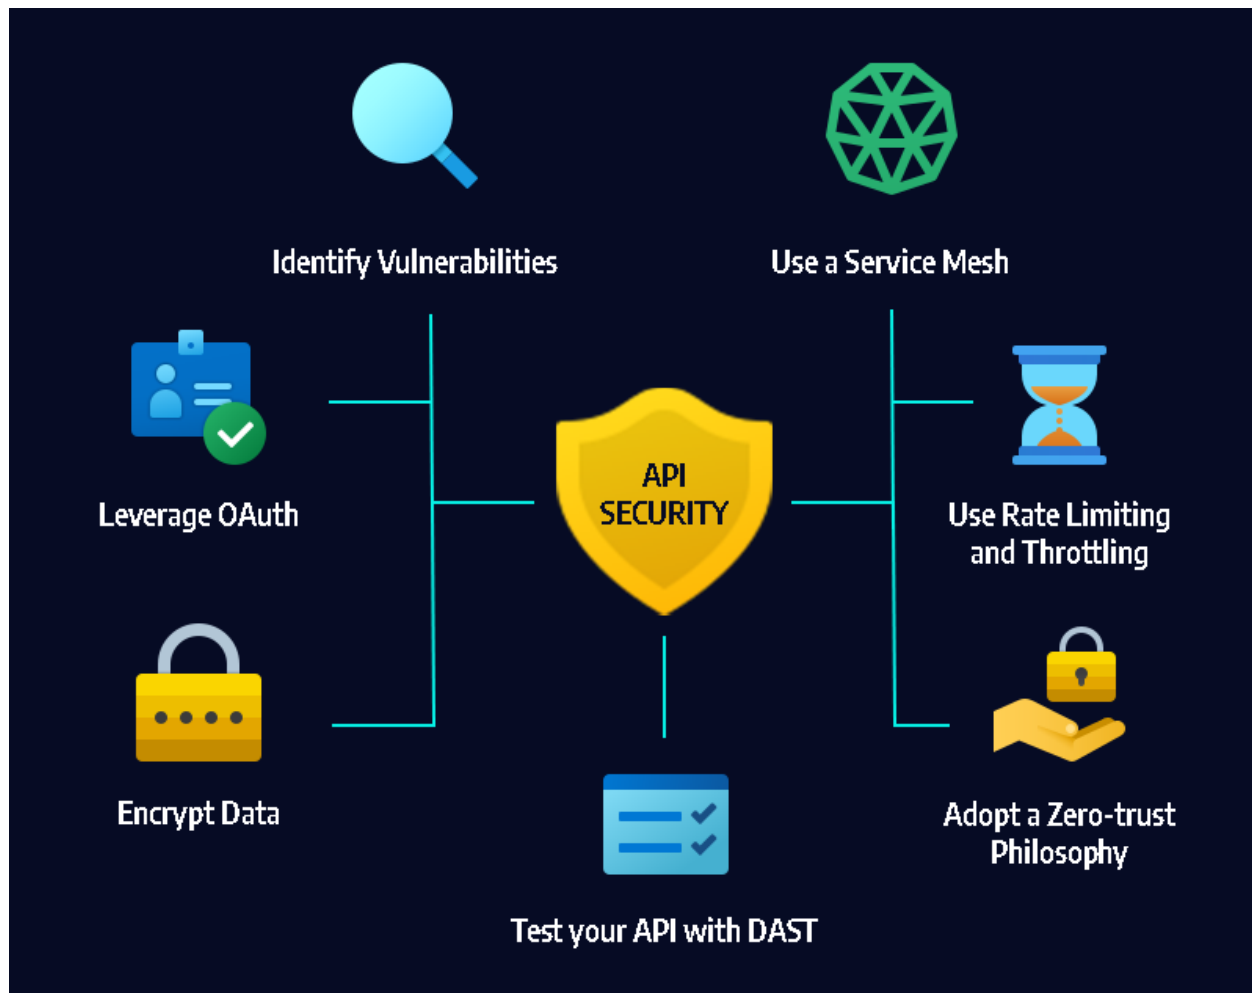 Identify Vulnerabilities
Use a Service Mesh
Leverage OAuth
API
SECURITY
Use Rate Limiting
and Throttling
Encrypt Data
Adopt a Zero-trust
Philosophy
Test your API with DAST